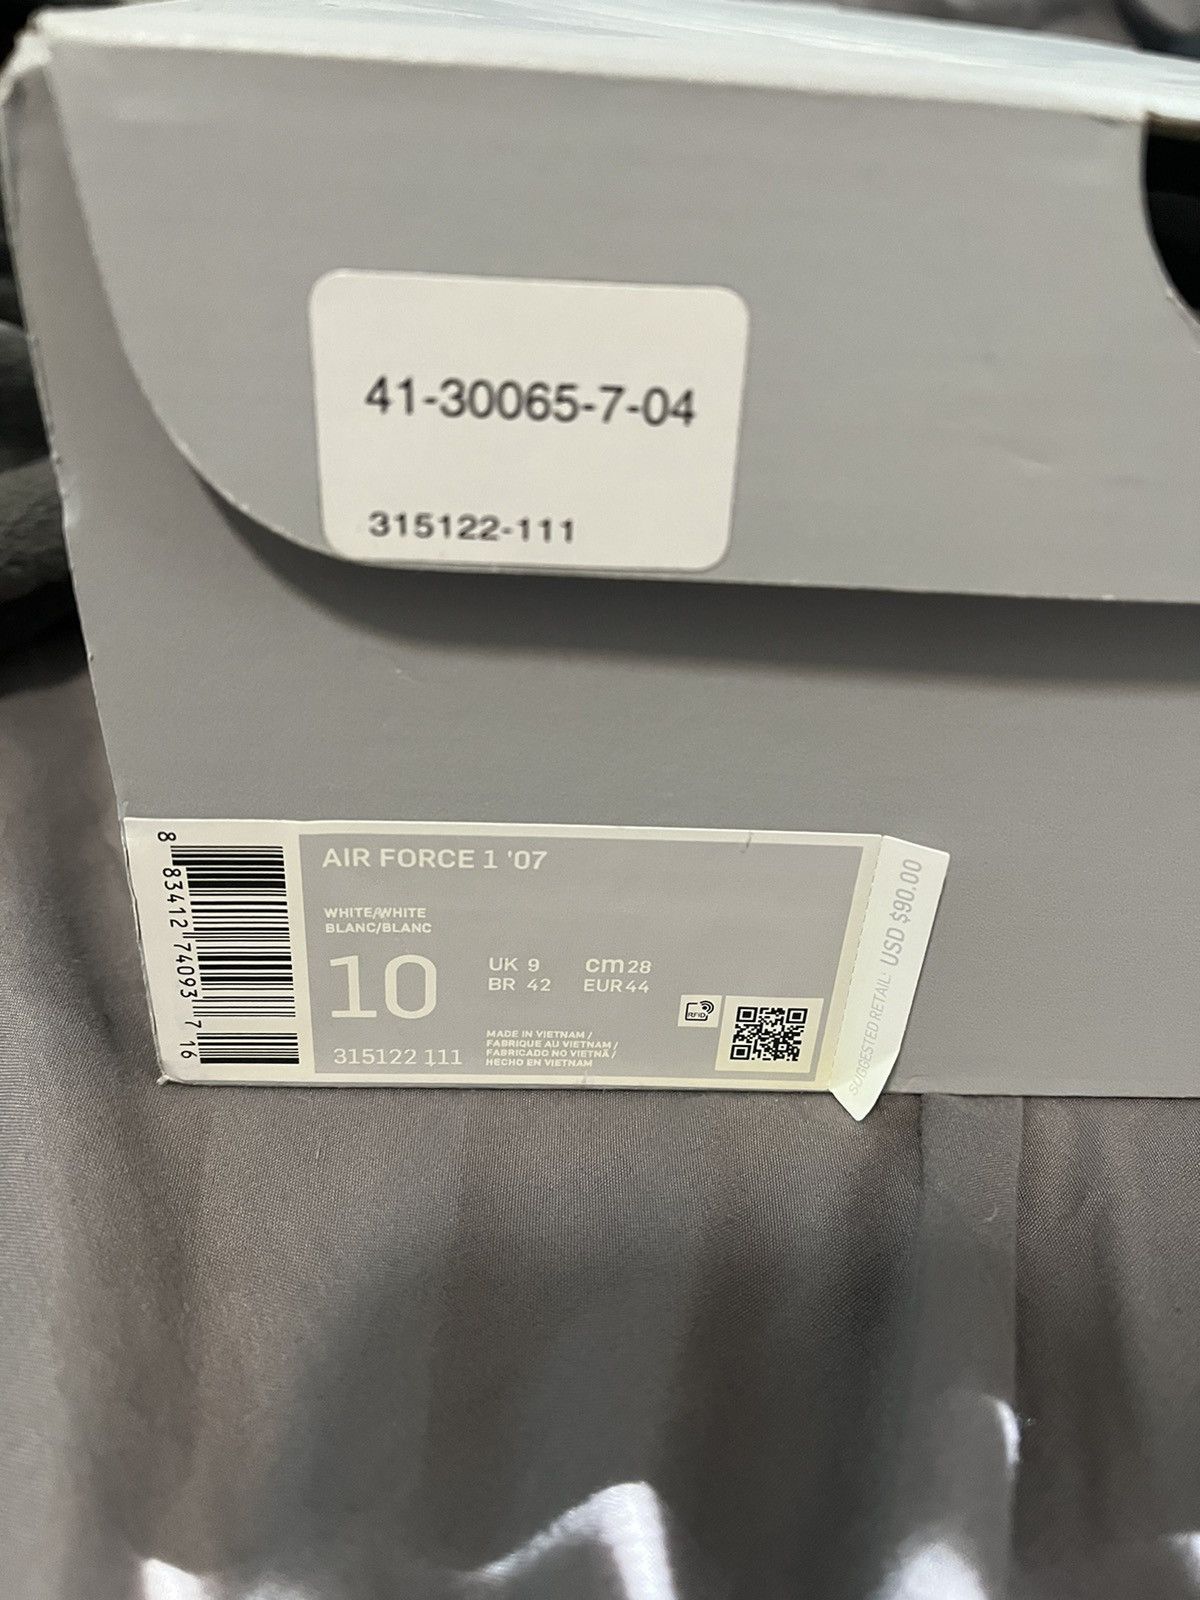 41-30065-7-04
315122-111
AIR FORCE 1 '07
WHITE/WHITE
BLANC/BLANC
10
UK 9 cm 28
BR 42 EUR 44
315122 111
MADE IN VIETNAM /
FABRIQUE AU VIETNAM /
FABRICADO NO VIETNÃ /
HECHO EN VIETNAM
RFID
8 83412 74093 7 16
SUGGESTED RETAIL: USD $90.00